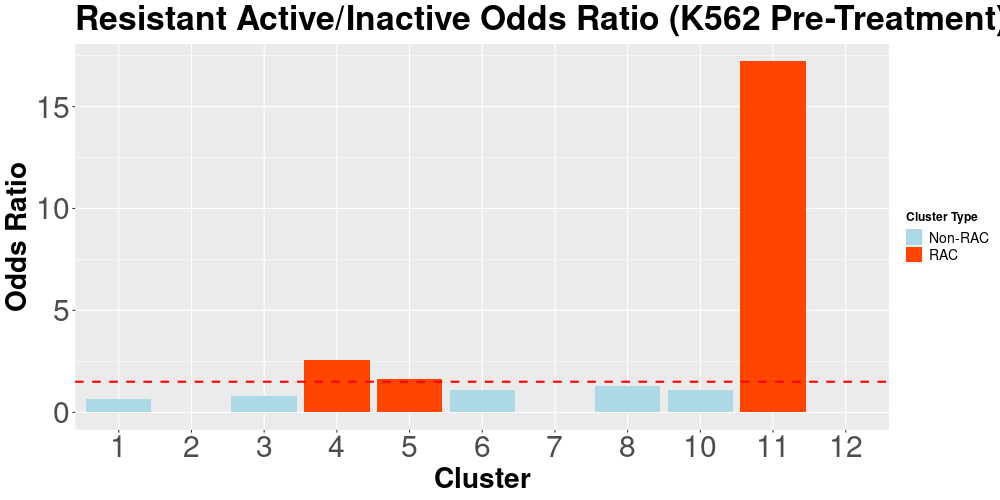 Resistant Active/Inactive Odds Ratio (K562 Pre-Treatment)
Odds Ratio
15
10
5
0
1 2 3 4 5 6 7 8 10 11 12
Cluster
Cluster Type
Non-RAC
RAC